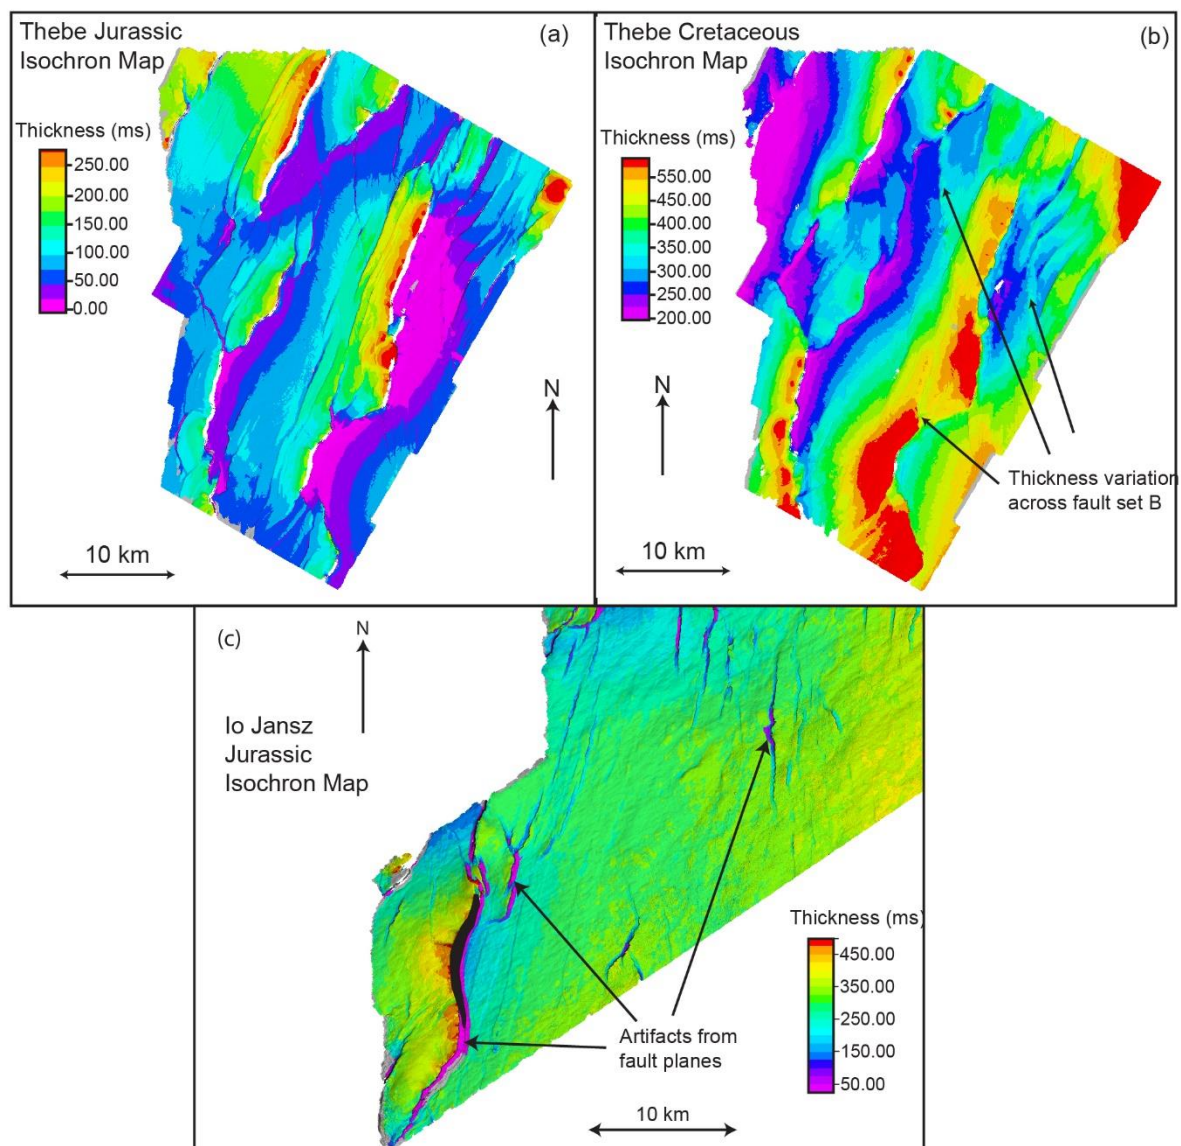 Thebe Jurassic
Isochron Map
(a)
Thickness (ms)
250.00
200.00
150.00
100.00
50.00
0.00
N
10 km
Thebe Cretaceous
Isochron Map
(b)
Thickness (ms)
550.00
450.00
400.00
350.00
300.00
250.00
200.00
N
Thickness variation
across fault set B
10 km
(c)
N
Io Jansz
Jurassic
Isochron Map
Thickness (ms)
450.00
350.00
250.00
150.00
50.00
Artifacts from
fault planes
10 km